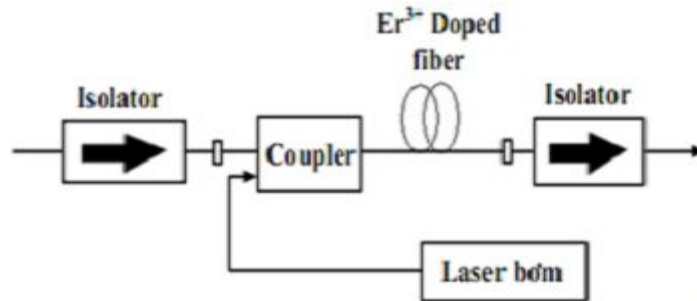 Er³⁺ Doped
fiber
Isolator
Isolator
Coupler
Laser bơm